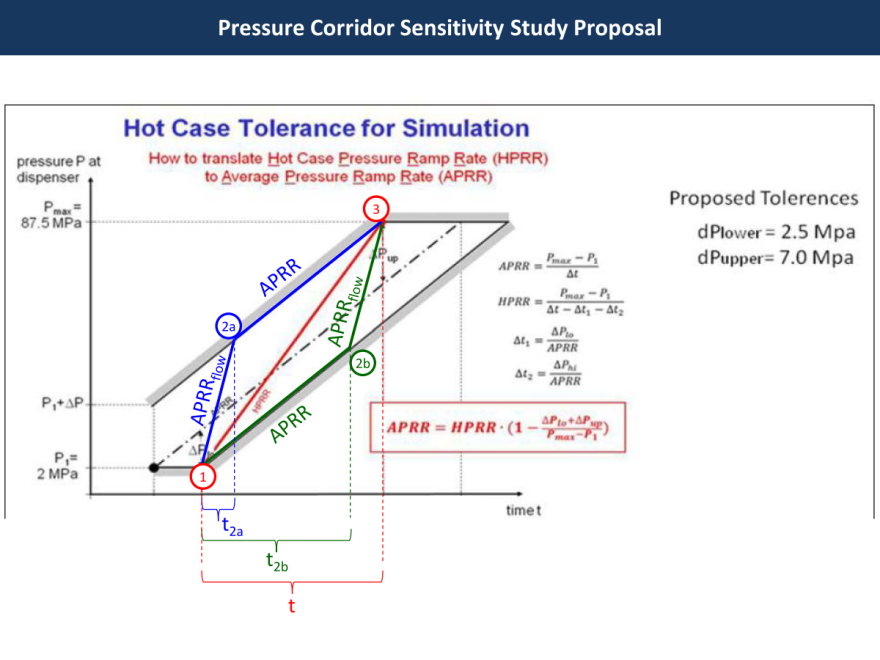 Pressure Corridor Sensitivity Study Proposal
Hot Case Tolerance for Simulation
How to translate Hot Case Pressure Ramp Rate (HPRR)
to Average Pressure Ramp Rate (APRR)
pressure P at
dispenser
Pmax=
87.5 MPa
3
ΔPup
APRR
APRRflow
2a
2b
APRRflow
HPRR
APRR
P1+ΔP
P1=
2 MPa
1
time t
t2a
t2b
t
Proposed Tolerences
dPlower = 2.5 Mpa
dPupper= 7.0 Mpa
APRR = (Pmax − P1) / Δt
HPRR = (Pmax − P1) / (Δt − Δt1 − Δt2)
Δt1 = ΔPlo / APRR
Δt2 = ΔPhi / APRR
APRR = HPRR · (1 − (ΔPlo+ΔPup) / (Pmax−P1))